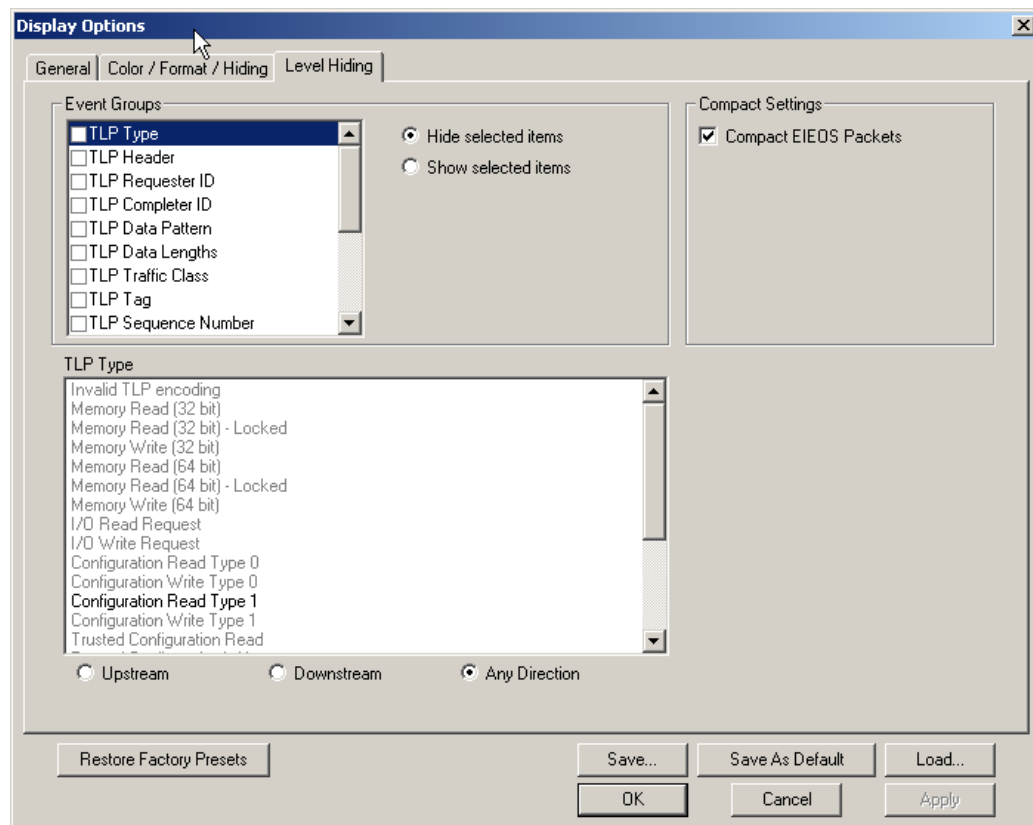 Display Options
General
Color / Format / Hiding
Level Hiding
Event Groups
TLP Type
TLP Header
TLP Requester ID
TLP Completer ID
TLP Data Pattern
TLP Data Lengths
TLP Traffic Class
TLP Tag
TLP Sequence Number
Hide selected items
Show selected items
Compact Settings
Compact EIEOS Packets
TLP Type
Invalid TLP encoding
Memory Read (32 bit)
Memory Read (32 bit) - Locked
Memory Write (32 bit)
Memory Read (64 bit)
Memory Read (64 bit) - Locked
Memory Write (64 bit)
I/O Read Request
I/O Write Request
Configuration Read Type 0
Configuration Write Type 0
Configuration Read Type 1
Configuration Write Type 1
Trusted Configuration Read
Upstream
Downstream
Any Direction
Restore Factory Presets
Save...
Save As Default
Load...
OK
Cancel
Apply